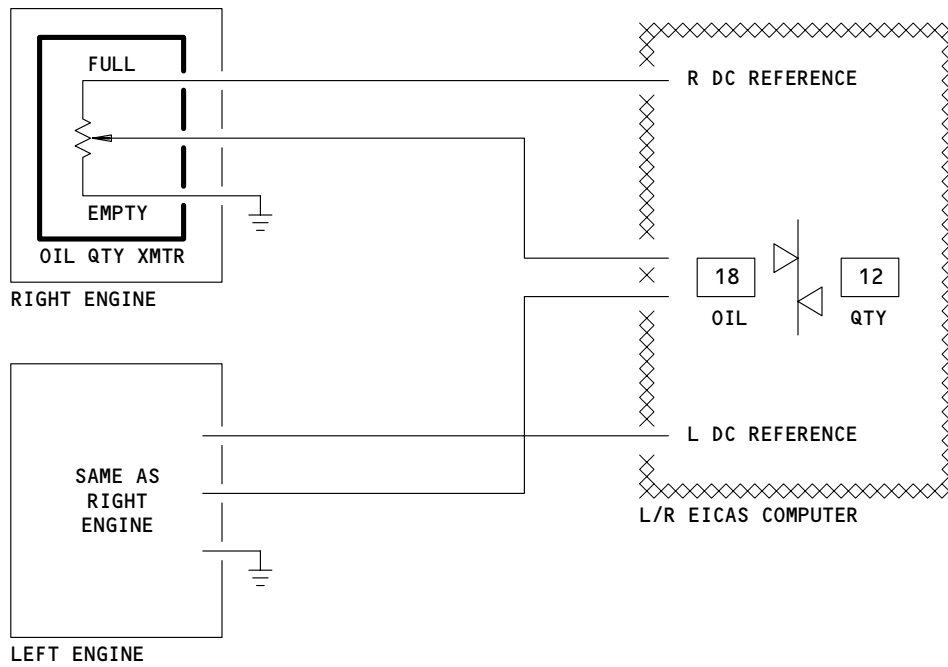 FULL
EMPTY
OIL QTY XMTR
RIGHT ENGINE
R DC REFERENCE
18
12
OIL
QTY
L DC REFERENCE
L/R EICAS COMPUTER
SAME AS
RIGHT
ENGINE
LEFT ENGINE